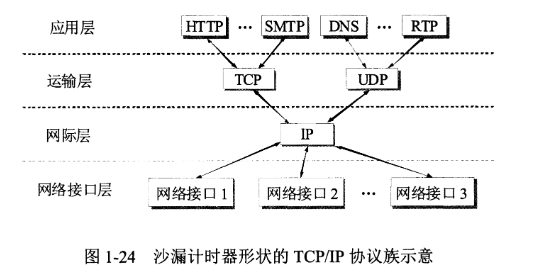 应用层 HTTP … SMTP DNS … RTP
运输层 TCP UDP
网际层 IP
网络接口层 网络接口 1 网络接口 2 … 网络接口 3
图 1-24 沙漏计时器形状的 TCP/IP 协议族示意